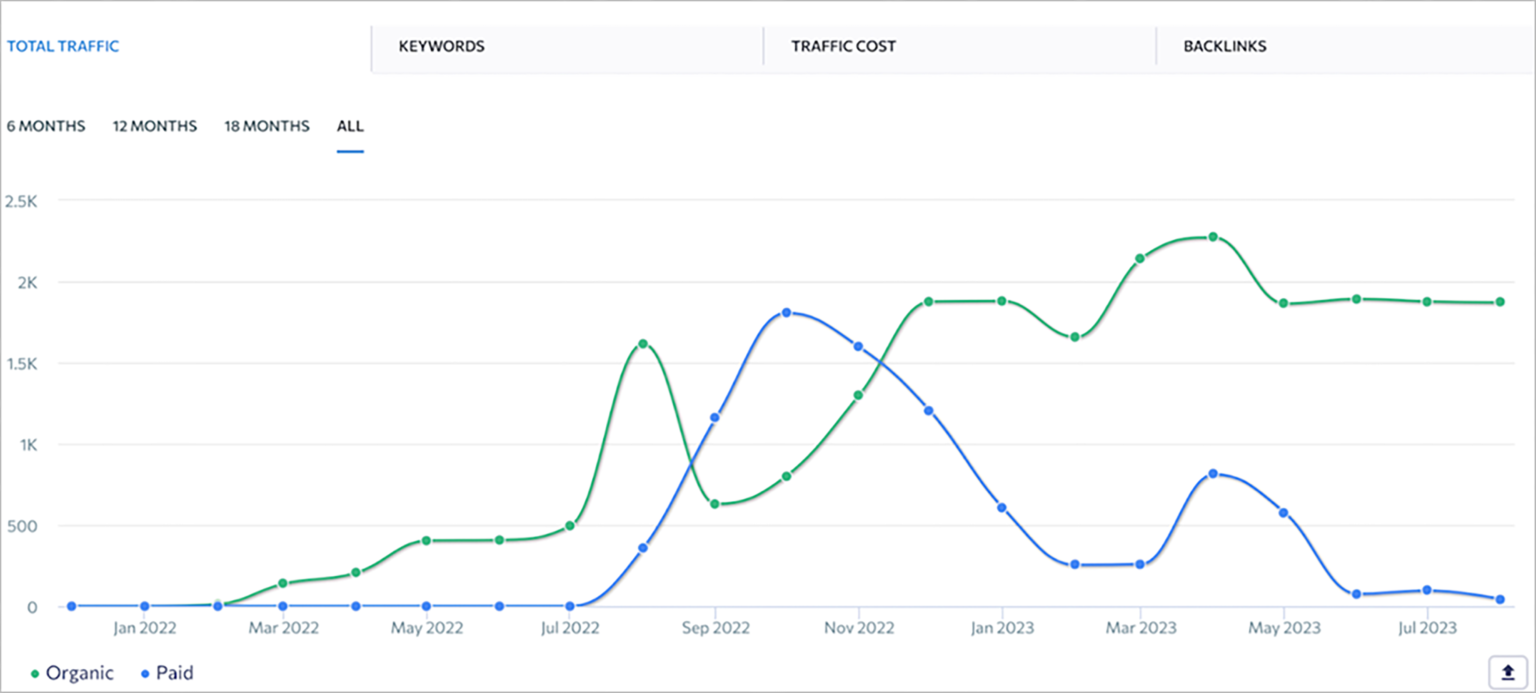 TOTAL TRAFFIC KEYWORDS TRAFFIC COST BACKLINKS
6 MONTHS 12 MONTHS 18 MONTHS ALL
2.5K
2K
1.5K
1K
500
0
Jan 2022 Mar 2022 May 2022 Jul 2022 Sep 2022 Nov 2022 Jan 2023 Mar 2023 May 2023 Jul 2023
Organic Paid